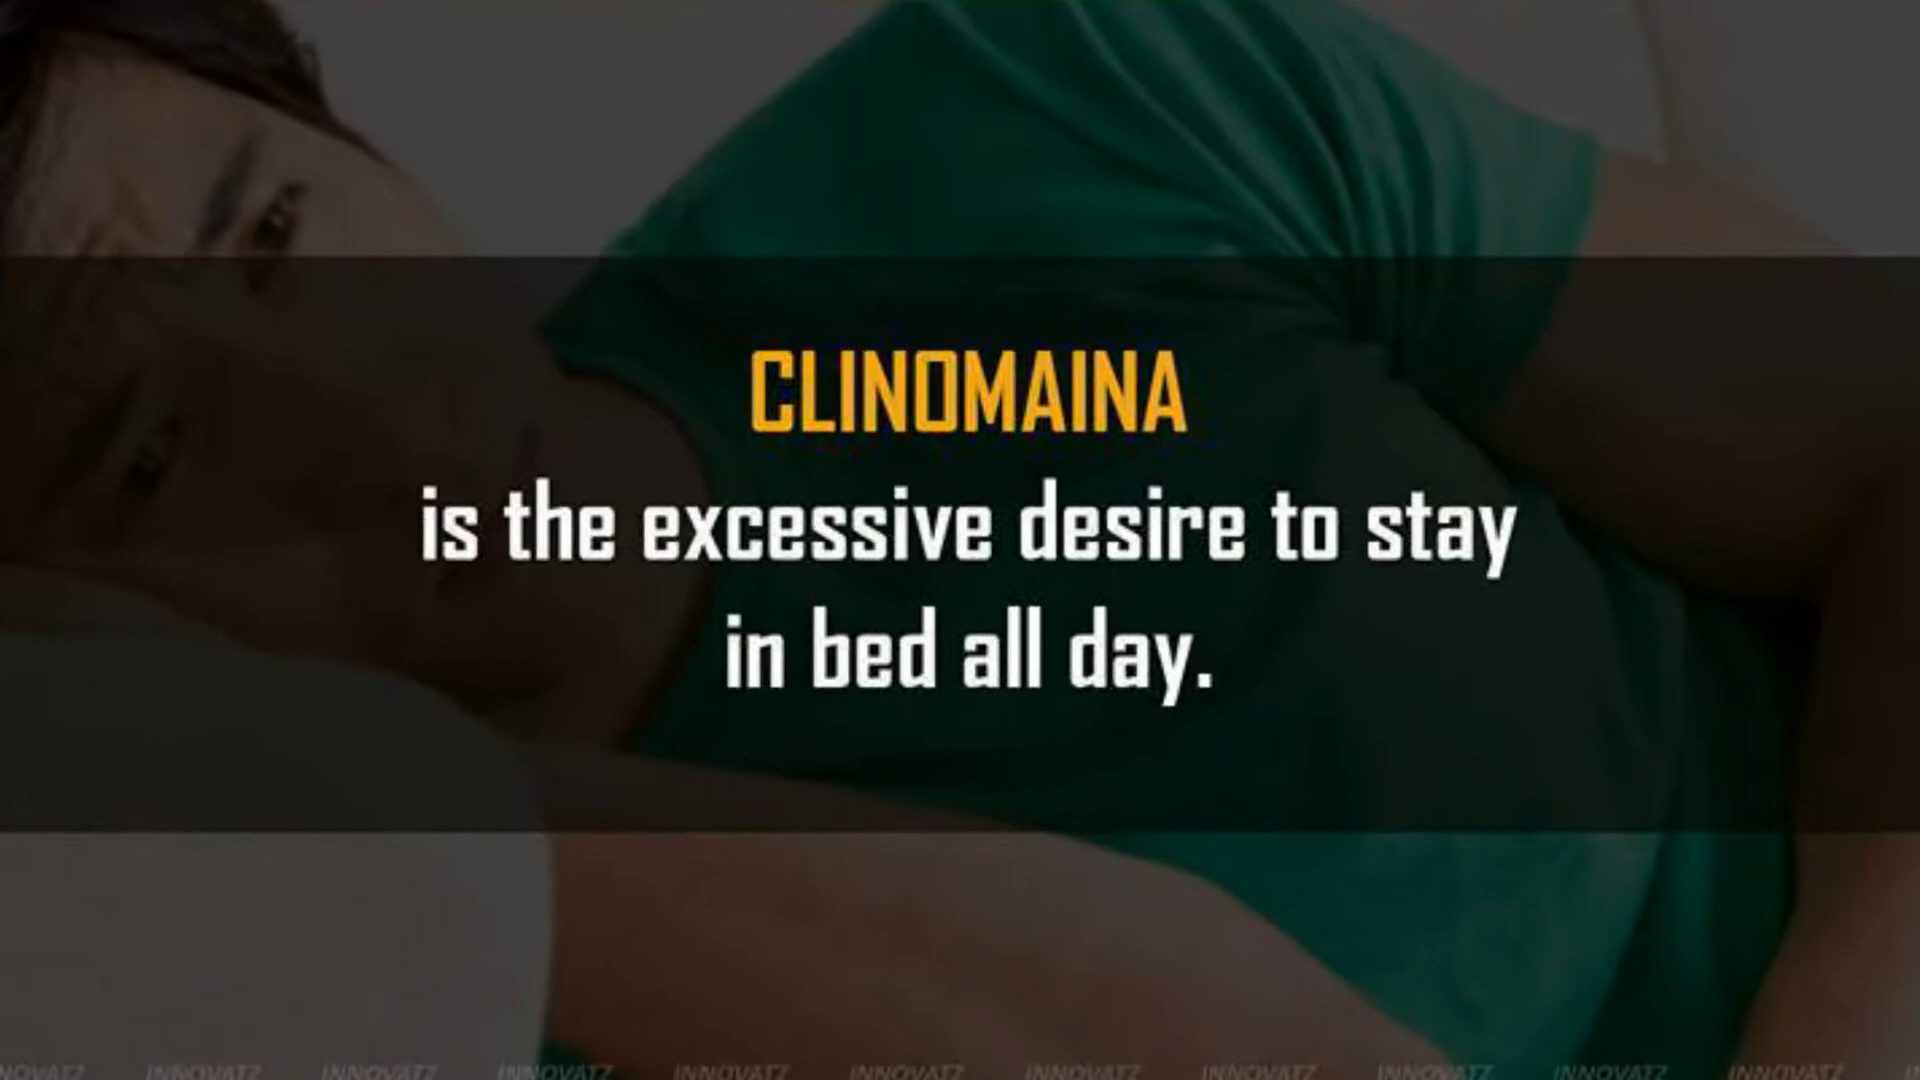 CLINOMAINA
is the excessive desire to stay
in bed all day.
INNOVATZ INNOVATZ INNOVATZ INNOVATZ INNOVATZ INNOVATZ INNOVATZ INNOVATZ INNOVATZ INNOVATZ